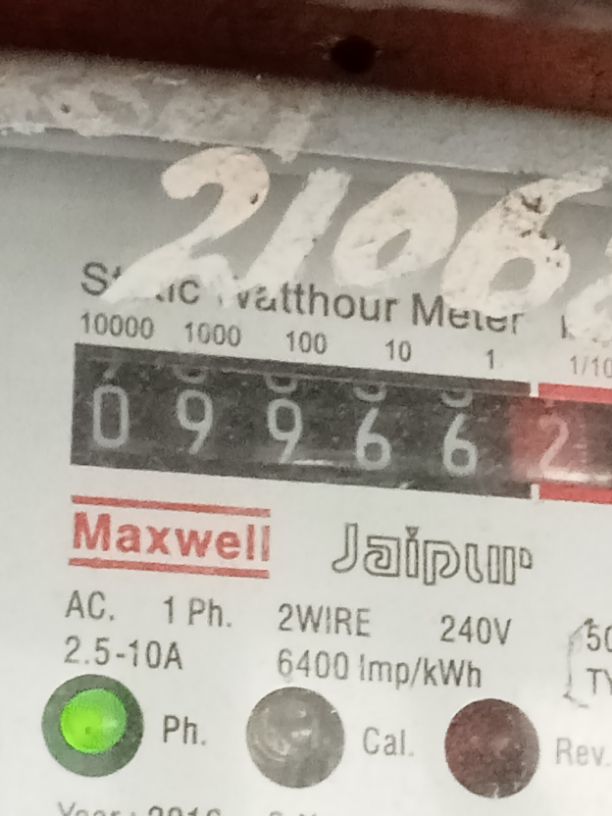 2106
Static Watthour Meter
10000 1000 100 10 1 1/10
0 9 9 6 6 2
Maxwell Jaipur
AC. 1 Ph. 2WIRE 240V
2.5-10A 6400 Imp/kWh
Ph. Cal. Rev.